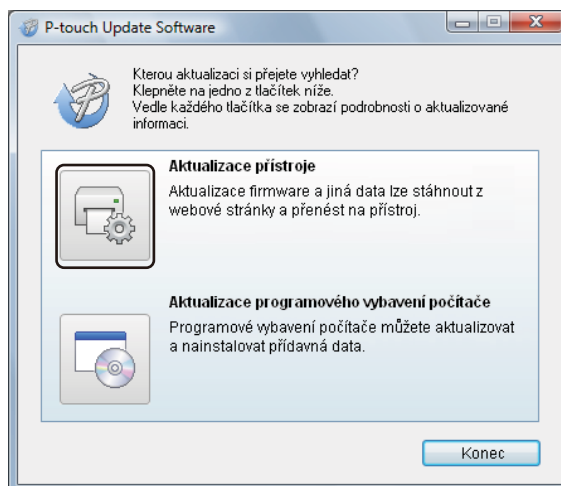 P-touch Update Software
Kterou aktualizaci si přejete vyhledat?
Klepněte na jedno z tlačítek níže.
Vedle každého tlačítka se zobrazí podrobnosti o aktualizované
informaci.
Aktualizace přístroje
Aktualizace firmware a jiná data lze stáhnout z
webové stránky a přenést na přístroj.
Aktualizace programového vybavení počítače
Programové vybavení počítače můžete aktualizovat
a nainstalovat přídavná data.
Konec